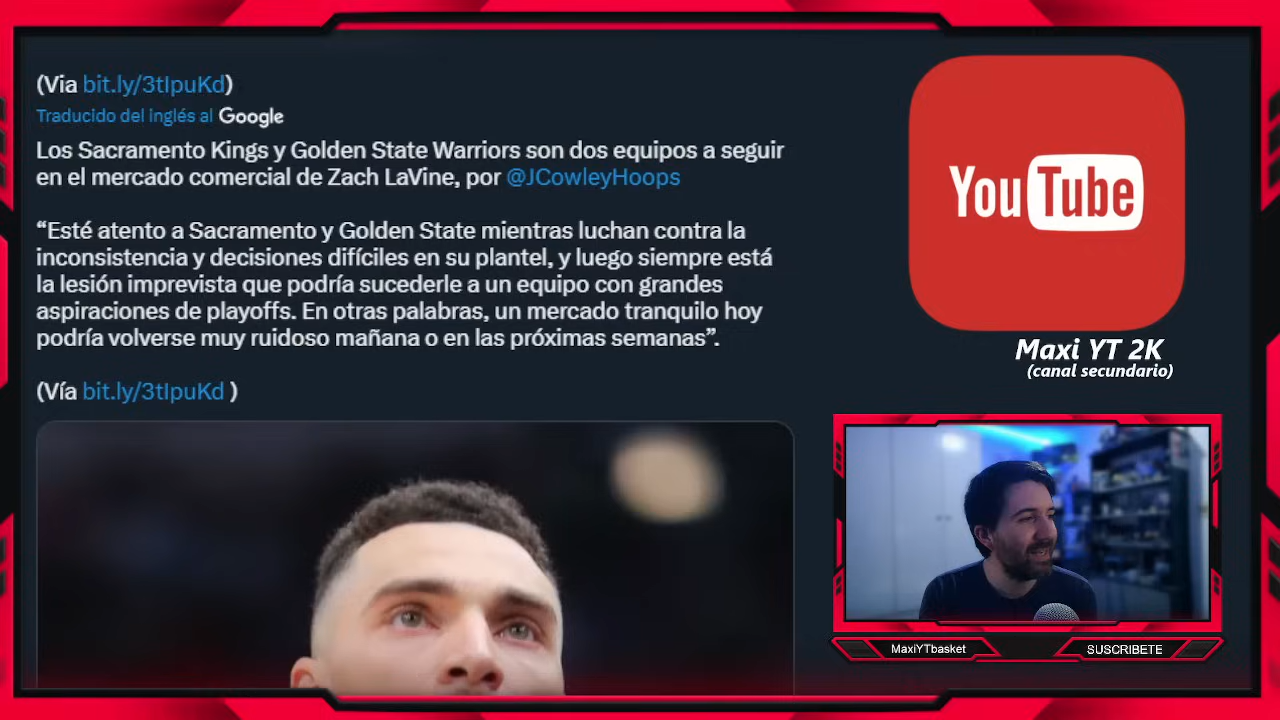 (Via bit.ly/3tIpuKd)
Traducido del inglés al Google
Los Sacramento Kings y Golden State Warriors son dos equipos a seguir
en el mercado comercial de Zach LaVine, por @JCowleyHoops
“Esté atento a Sacramento y Golden State mientras luchan contra la
inconsistencia y decisiones difíciles en su plantel, y luego siempre está
la lesión imprevista que podría sucederle a un equipo con grandes
aspiraciones de playoffs. En otras palabras, un mercado tranquilo hoy
podría volverse muy ruidoso mañana o en las próximas semanas”.
(Vía bit.ly/3tIpuKd )
YouTube
Maxi YT 2K
(canal secundario)
MaxiYTbasket
SUSCRIBETE